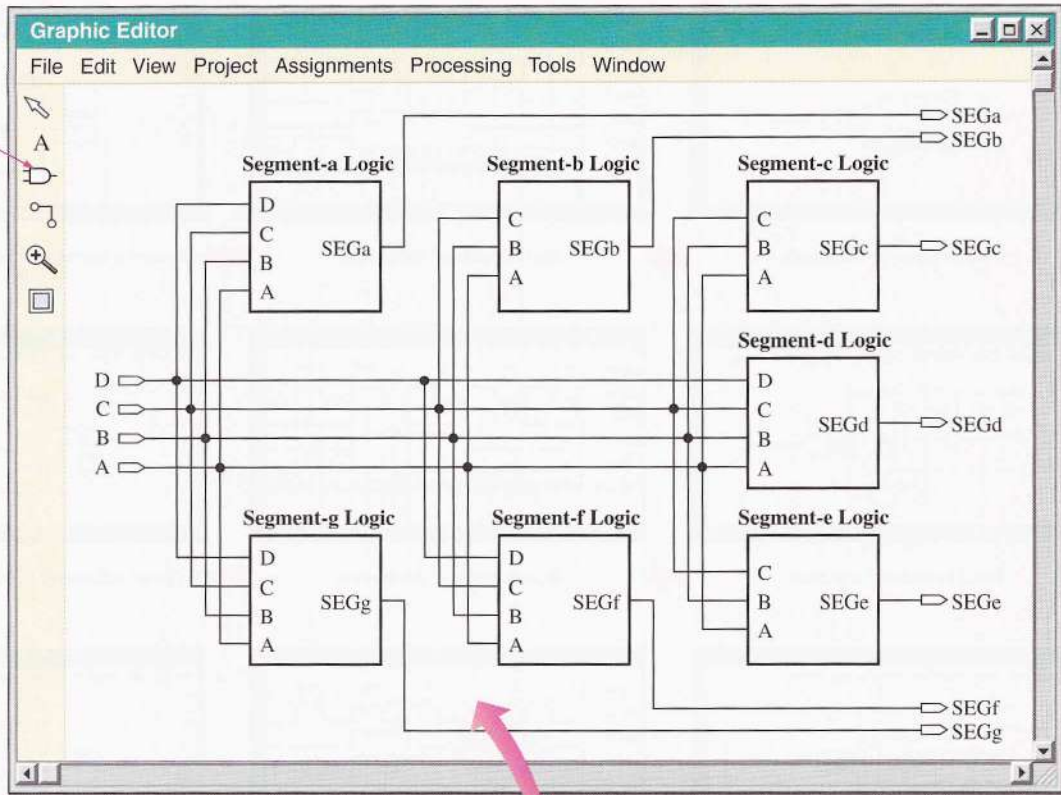 Graphic Editor
File Edit View Project Assignments Processing Tools Window
A
SEGa
SEGb
Segment-a Logic
D
C
B
A
SEGa
Segment-b Logic
C
B
A
SEGb
Segment-c Logic
C
B
A
SEGc
SEGc
D
C
B
A
Segment-d Logic
D
C
B
A
SEGd
SEGd
Segment-g Logic
D
C
B
A
SEGg
Segment-f Logic
D
C
B
A
SEGf
Segment-e Logic
C
B
A
SEGe
SEGe
SEGf
SEGg